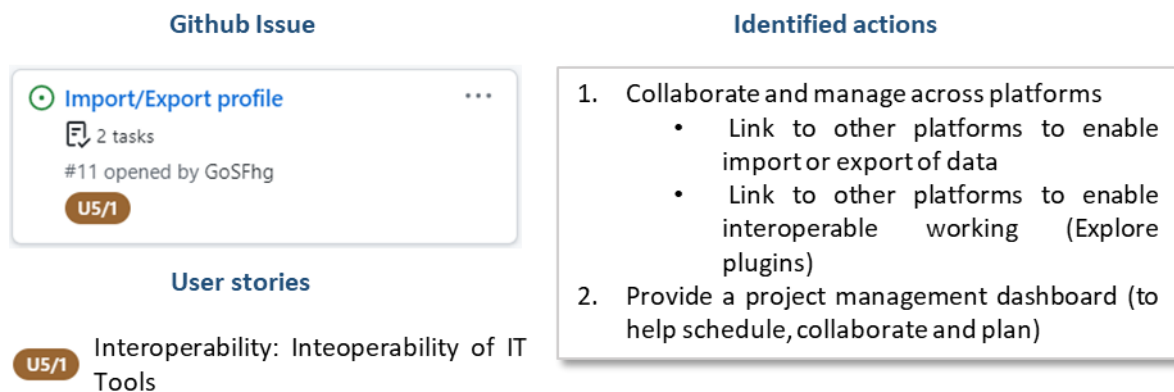 Github Issue
Import/Export profile
...
2 tasks
#11 opened by GoSFhg
U5/1
User stories
U5/1 Interoperability: Inteoperability of IT
Tools
Identified actions
1. Collaborate and manage across platforms
• Link to other platforms to enable
import or export of data
• Link to other platforms to enable
interoperable working (Explore
plugins)
2. Provide a project management dashboard (to
help schedule, collaborate and plan)